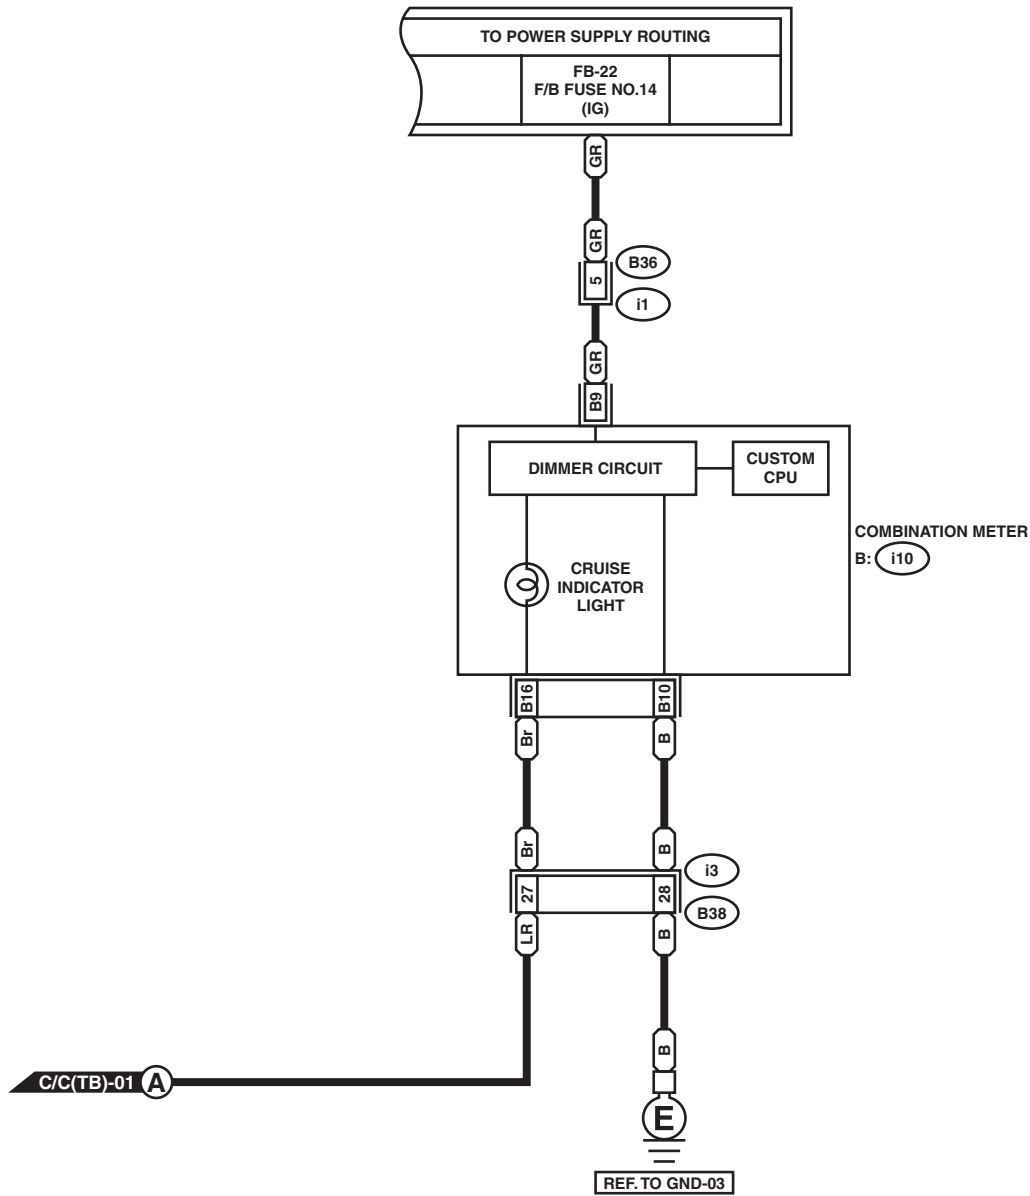 TO POWER SUPPLY ROUTING
FB-22
F/B FUSE NO.14
(IG)
GR
GR
B36
5
i1
GR
B9
DIMMER CIRCUIT
CUSTOM
CPU
COMBINATION METER
B: i10
CRUISE
INDICATOR
LIGHT
B16
B10
Br
B
Br
B
i3
27
28
B38
LR
B
B
C/C(TB)-01 A
E
REF. TO GND-03